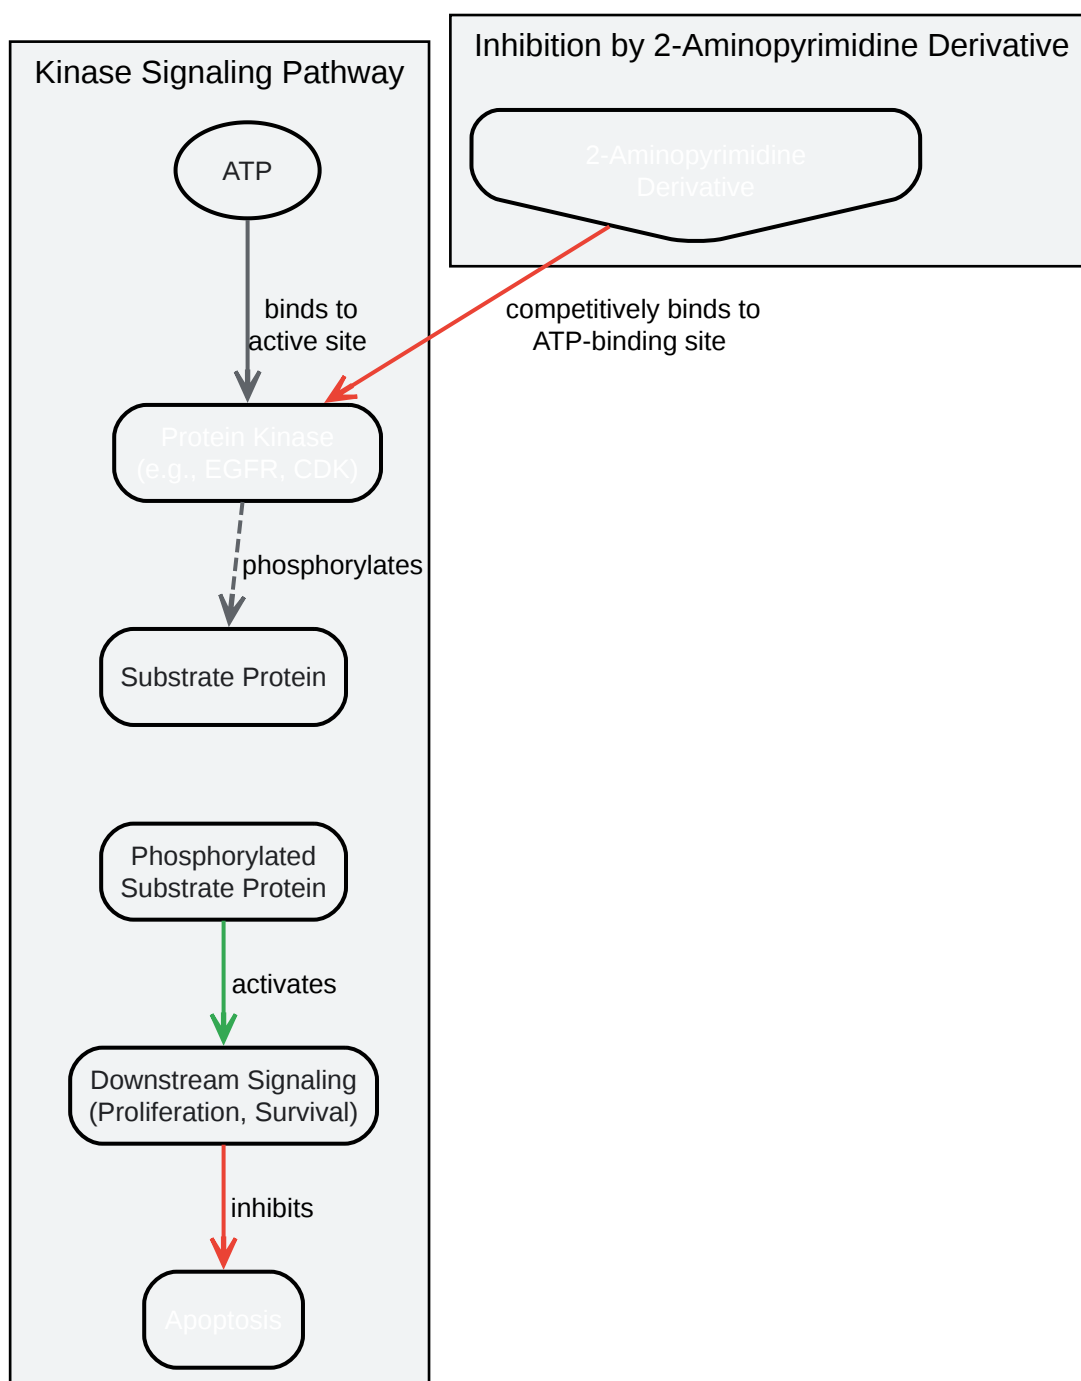 Kinase Signaling Pathway
Inhibition by 2-Aminopyrimidine Derivative
ATP
2-Aminopyrimidine
Derivative
binds to
active site
competitively binds to
ATP-binding site
Protein Kinase
(e.g., EGFR, CDK)
phosphorylates
Substrate Protein
Phosphorylated
Substrate Protein
activates
Downstream Signaling
(Proliferation, Survival)
inhibits
Apoptosis